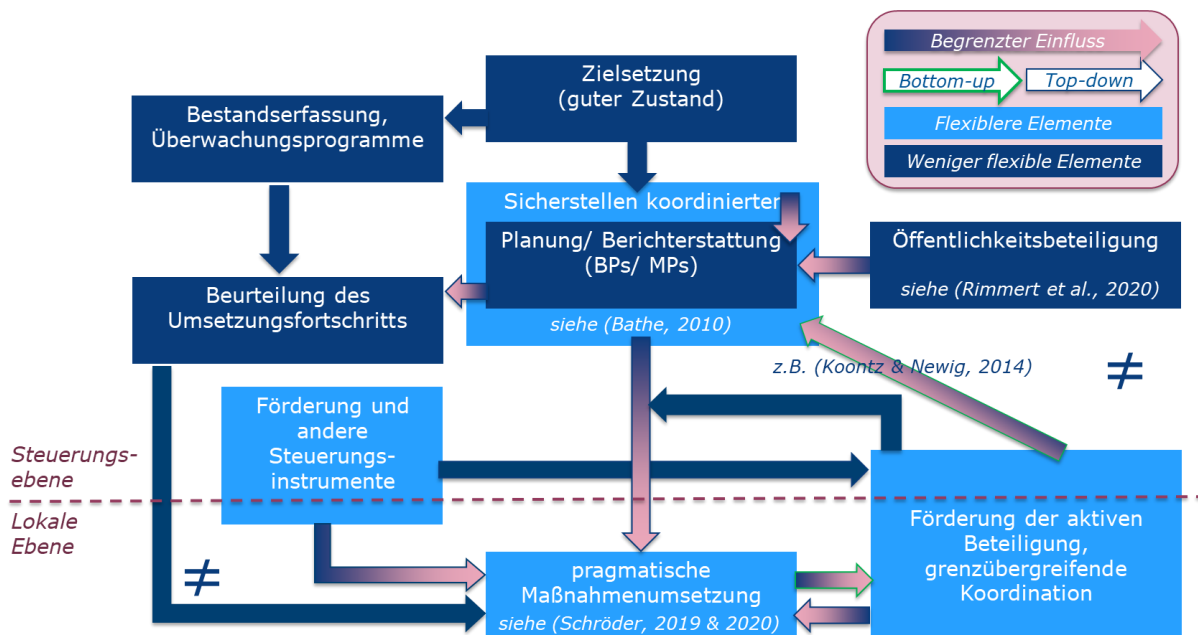 Begrenzter Einfluss
Bottom-up
Top-down
Flexiblere Elemente
Weniger flexible Elemente
Zielsetzung
(guter Zustand)
Bestandserfassung,
Überwachungsprogramme
Sicherstellen koordinierter
Planung/ Berichterstattung
(BPs/ MPs)
siehe (Bathe, 2010)
Öffentlichkeitsbeteiligung
siehe (Rimmert et al., 2020)
Beurteilung des
Umsetzungsfortschritts
z.B. (Koontz & Newig, 2014)
≠
Förderung und
andere
Steuerungs-
instrumente
Steuerungs-
ebene
Lokale
Ebene
≠
pragmatische
Maßnahmenumsetzung
siehe (Schröder, 2019 & 2020)
Förderung der aktiven
Beteiligung,
grenzübergreifende
Koordination